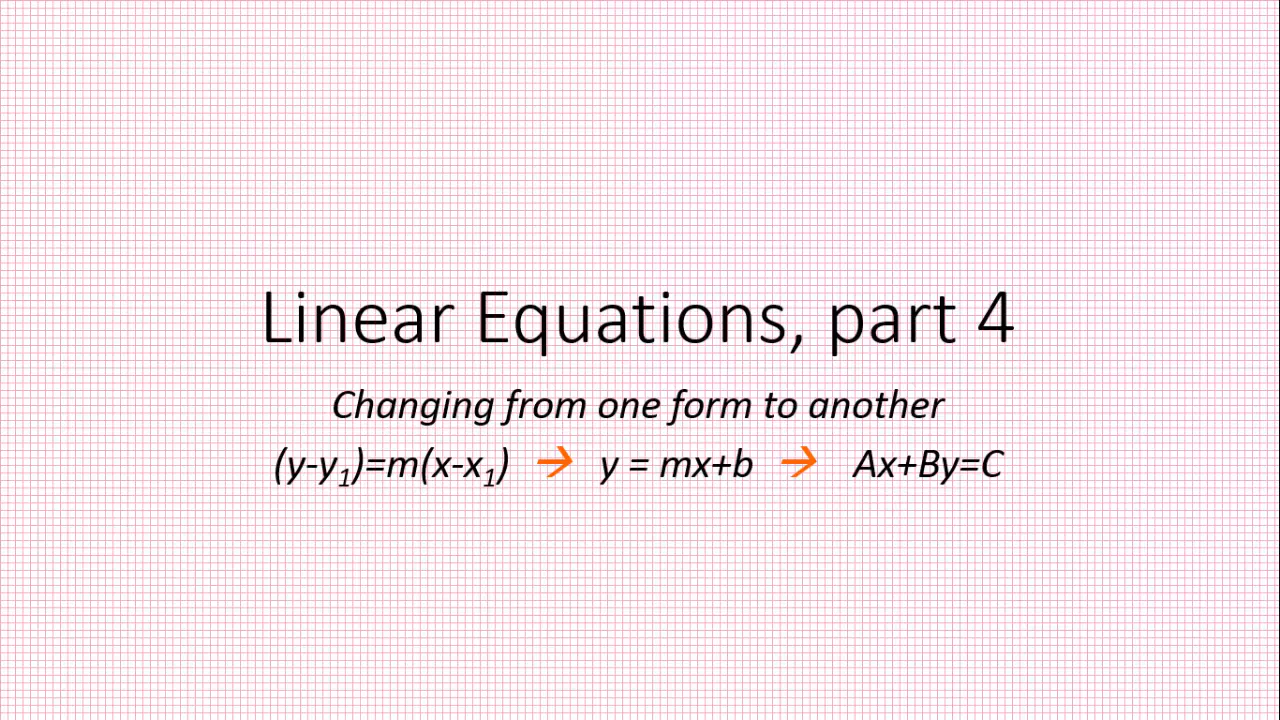 Linear Equations, part 4
Changing from one form to another
(y-y₁)=m(x-x₁) → y = mx+b → Ax+By=C